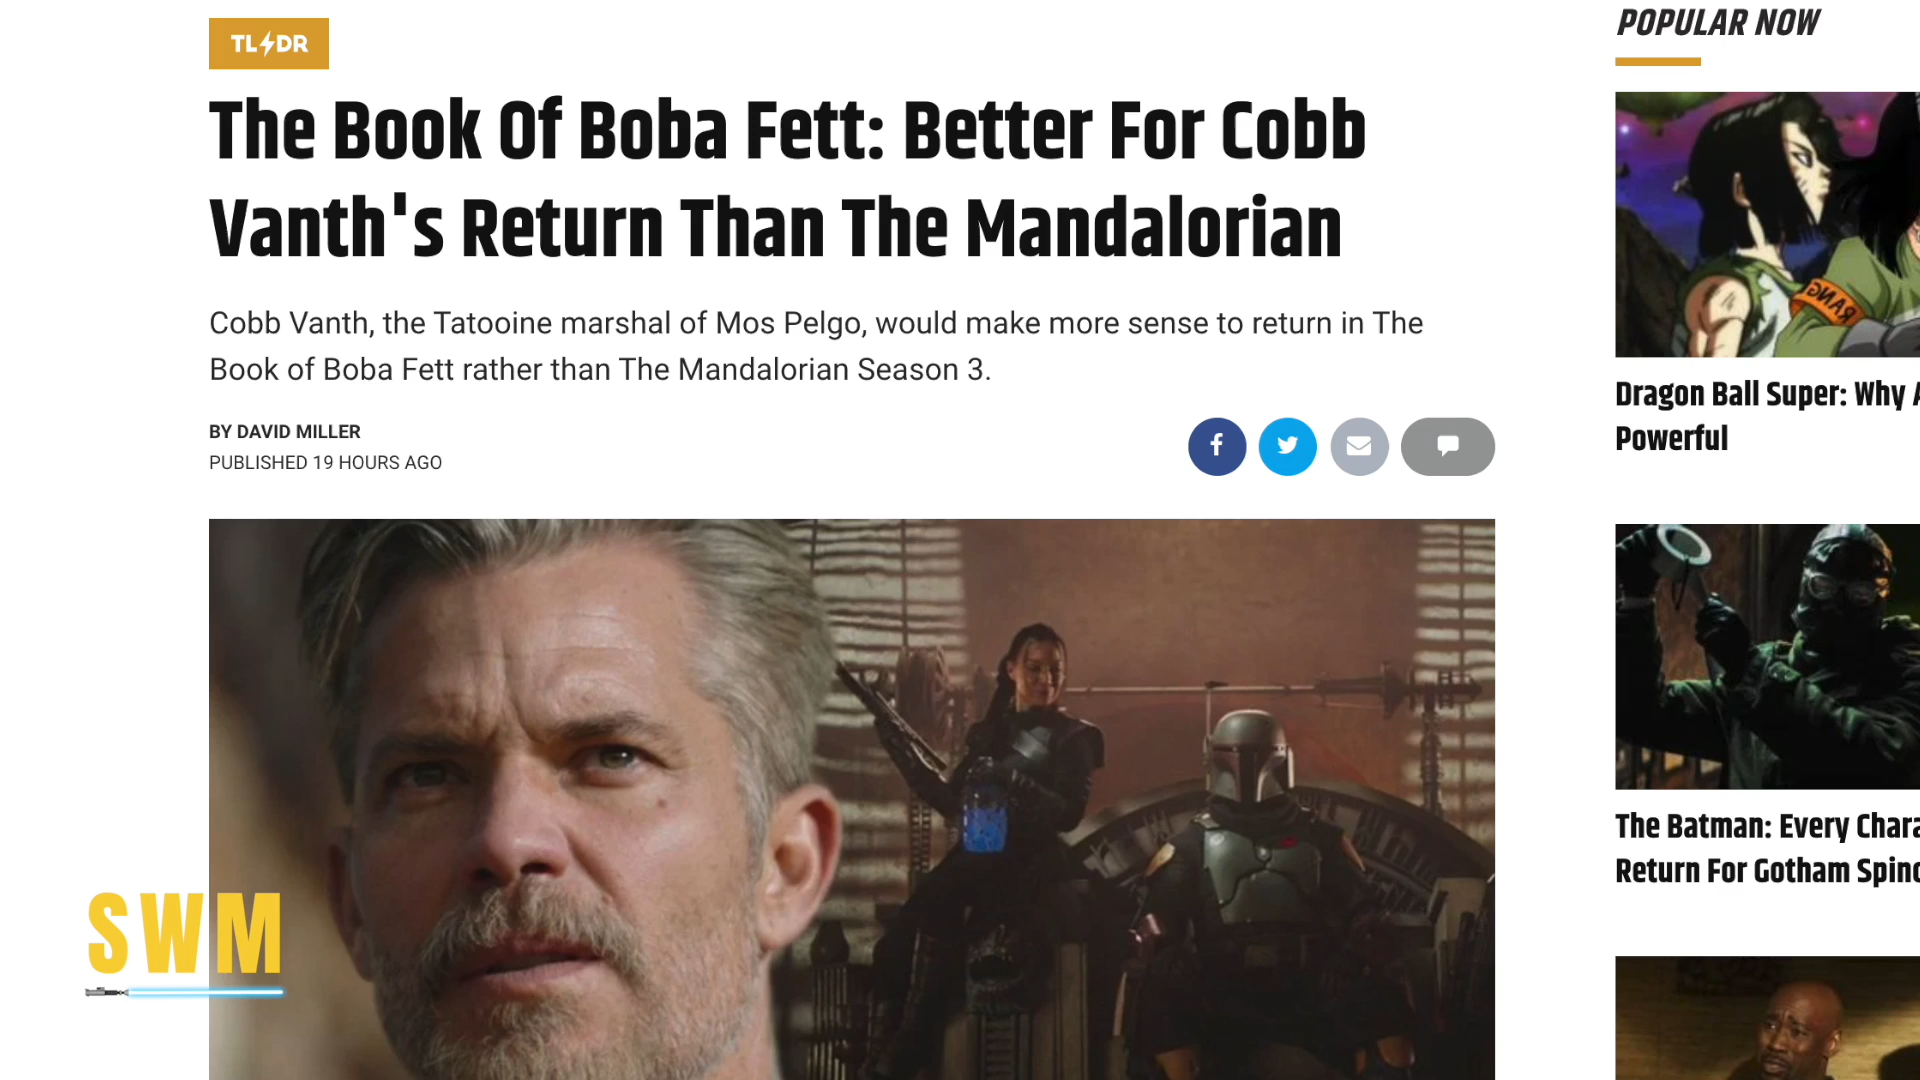 TL DR
The Book Of Boba Fett: Better For Cobb
Vanth's Return Than The Mandalorian
Cobb Vanth, the Tatooine marshal of Mos Pelgo, would make more sense to return in The
Book of Boba Fett rather than The Mandalorian Season 3.
BY DAVID MILLER
PUBLISHED 19 HOURS AGO
f
SWM
POPULAR NOW
Dragon Ball Super: Why
Powerful
The Batman: Every
Return For Gotham